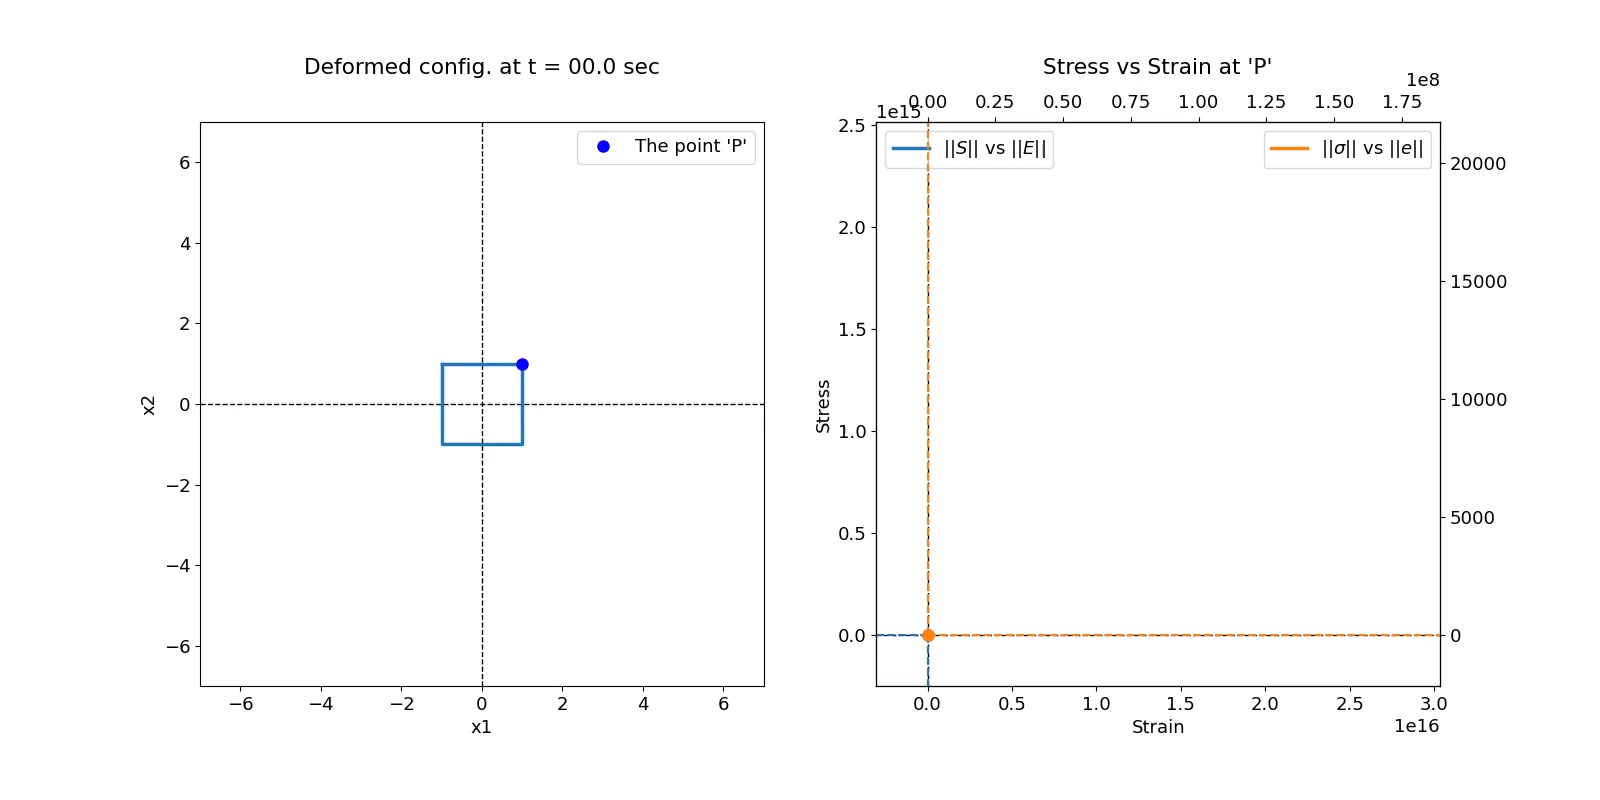 Deformed config. at t = 00.0 sec
The point 'P'
6
4
2
0
−2
−4
−6
x2
−6 −4 −2 0 2 4 6
x1
Stress vs Strain at 'P'
1e8
0.00 0.25 0.50 0.75 1.00 1.25 1.50 1.75
1e15
||S|| vs ||E||
||σ|| vs ||e||
2.5
2.0
1.5
1.0
0.5
0.0
Stress
20000
15000
10000
5000
0
0.0 0.5 1.0 1.5 2.0 2.5 3.0
Strain
1e16